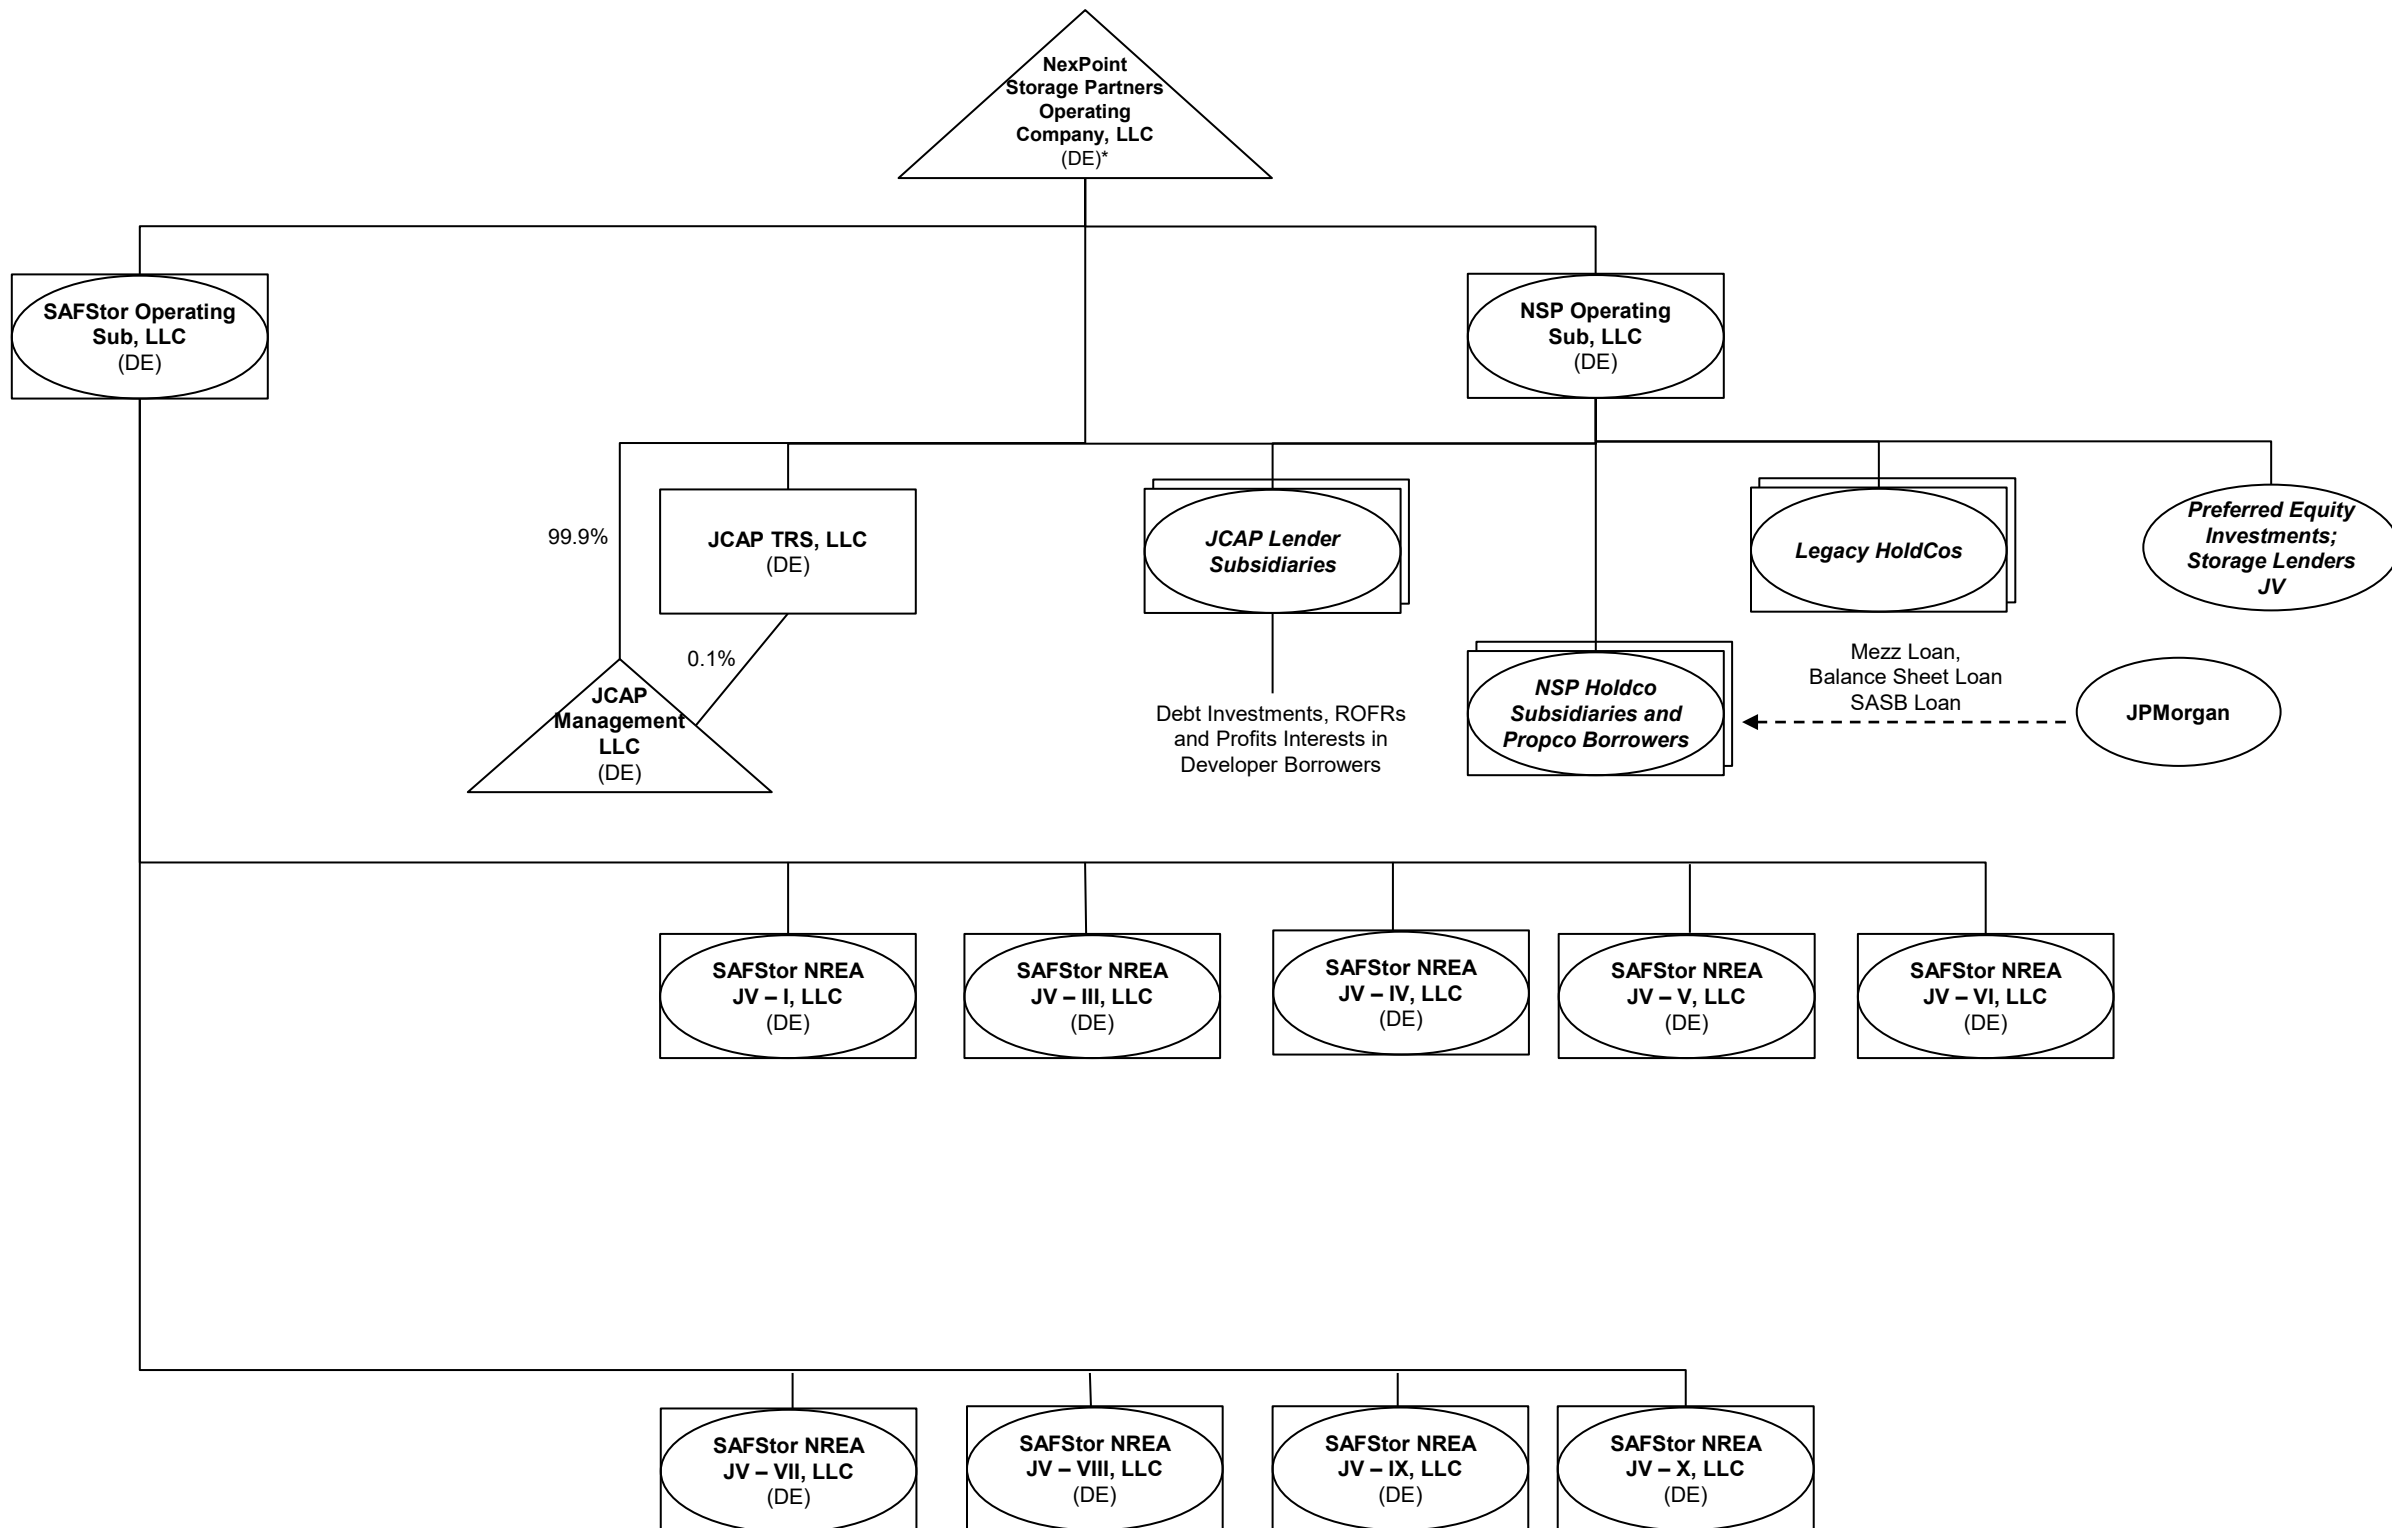 NexPoint
Storage Partners
Operating
Company, LLC
(DE)*
SAFStor Operating
Sub, LLC
(DE)
NSP Operating
Sub, LLC
(DE)
99.9%
JCAP TRS, LLC
(DE)
JCAP Lender
Subsidiaries
Legacy HoldCos
Preferred Equity
Investments;
Storage Lenders
JV
0.1%
JCAP
Management
LLC
(DE)
Debt Investments, ROFRs
and Profits Interests in
Developer Borrowers
NSP Holdco
Subsidiaries and
Propco Borrowers
Mezz Loan,
Balance Sheet Loan
SASB Loan
JPMorgan
SAFStor NREA
JV – I, LLC
(DE)
SAFStor NREA
JV – III, LLC
(DE)
SAFStor NREA
JV – IV, LLC
(DE)
SAFStor NREA
JV – V, LLC
(DE)
SAFStor NREA
JV – VI, LLC
(DE)
SAFStor NREA
JV – VII, LLC
(DE)
SAFStor NREA
JV – VIII, LLC
(DE)
SAFStor NREA
JV – IX, LLC
(DE)
SAFStor NREA
JV – X, LLC
(DE)